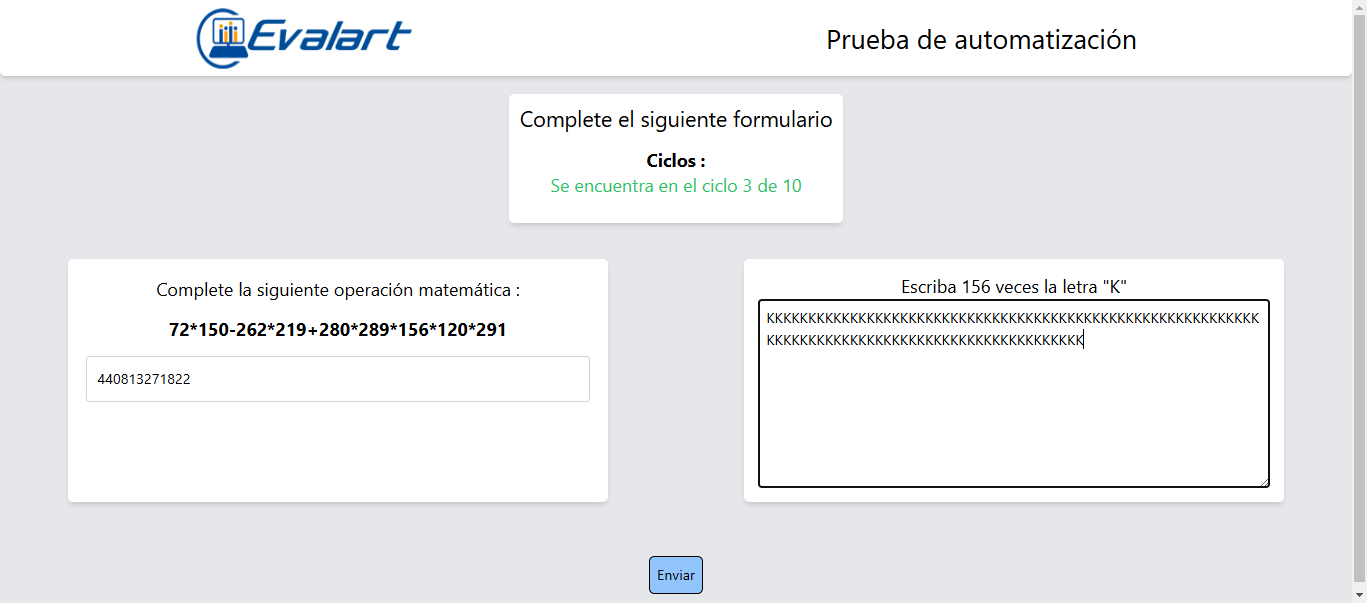 Evalart
Prueba de automatización
Complete el siguiente formulario
Ciclos :
Se encuentra en el ciclo 3 de 10
Complete la siguiente operación matemática :
72*150-262*219+280*289*156*120*291
440813271822
Escriba 156 veces la letra "K"
KKKKKKKKKKKKKKKKKKKKKKKKKKKKKKKKKKKKKKKKKKKKKKKKKKKKKKKKKKK
KKKKKKKKKKKKKKKKKKKKKKKKKKKKKKKKKKKKKK
Enviar